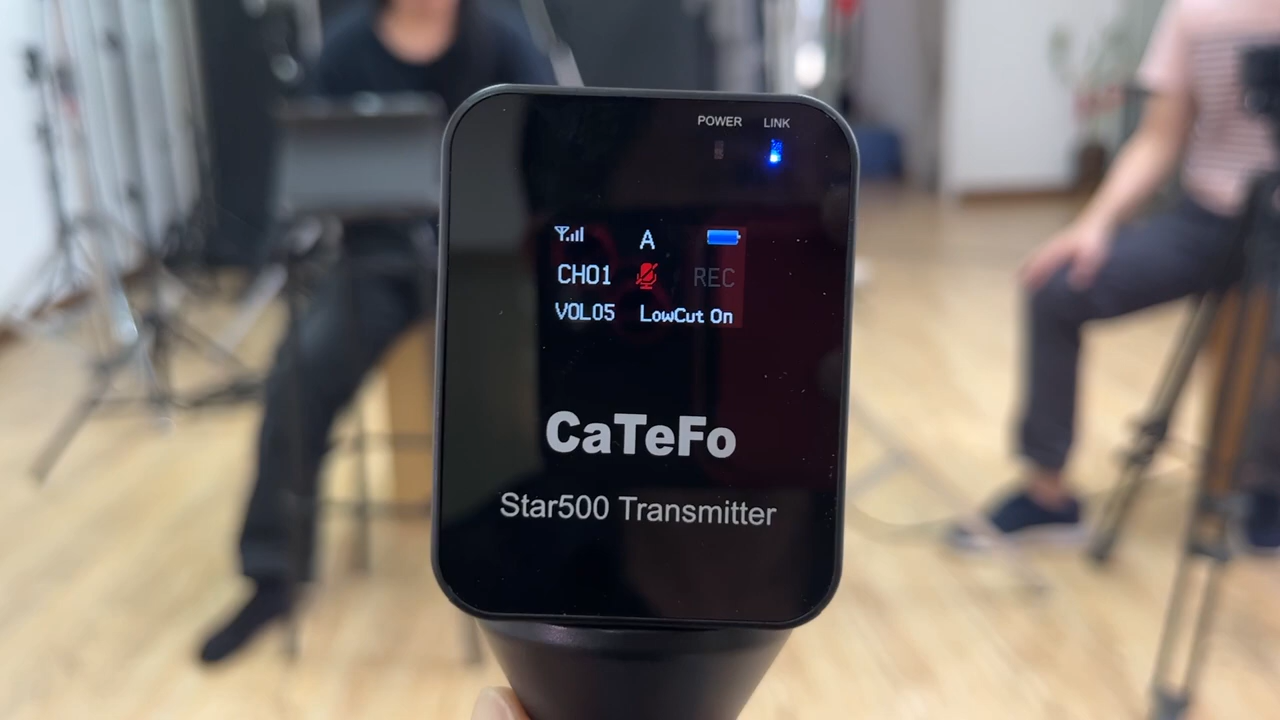 POWER LINK
A
CH01 REC
VOL05 LowCut On
CaTeFo
Star500 Transmitter